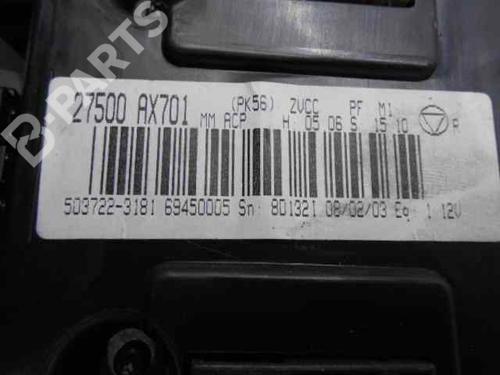 B-PARTS
27500 AX701 (PK56) ZVCC PF M1
MM ACP H 05 06 S 15 10 R
503722-3181 69450005 Sn 801321 08/02/03 Eq 1 12V